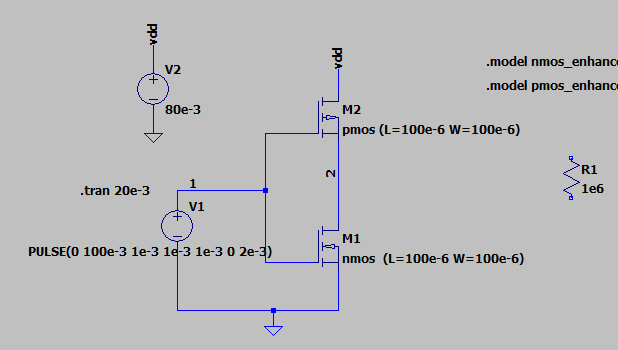 vdd
V2
80e-3
vdd
M2
pmos (L=100e-6 W=100e-6)
.model nmos_enhanc
.model pmos_enhanc
R1
1e6
.tran 20e-3
1
2
V1
PULSE(0 100e-3 1e-3 1e-3 1e-3 0 2e-3)
M1
nmos (L=100e-6 W=100e-6)